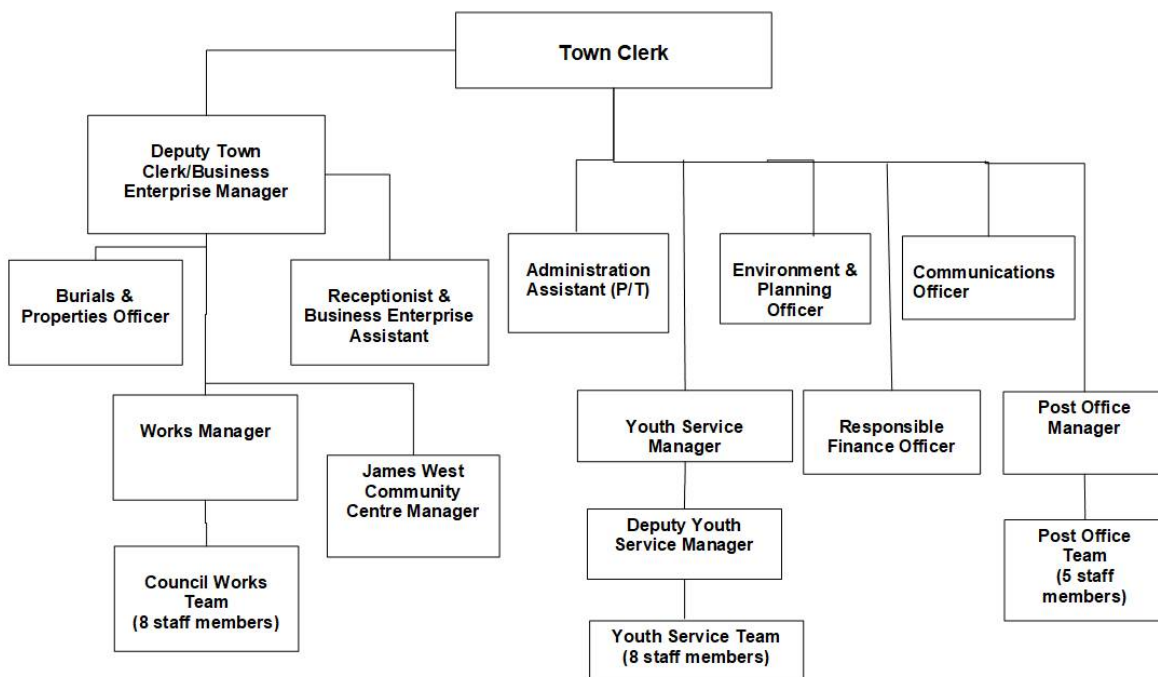 Town Clerk
Deputy Town
Clerk/Business
Enterprise Manager
Burials &
Properties Officer
Receptionist &
Business Enterprise
Assistant
Administration
Assistant (P/T)
Environment &
Planning
Officer
Communications
Officer
Works Manager
James West
Community
Centre Manager
Youth Service
Manager
Responsible
Finance Officer
Post Office
Manager
Council Works
Team
(8 staff members)
Deputy Youth
Service Manager
Post Office
Team
(5 staff
members)
Youth Service Team
(8 staff members)